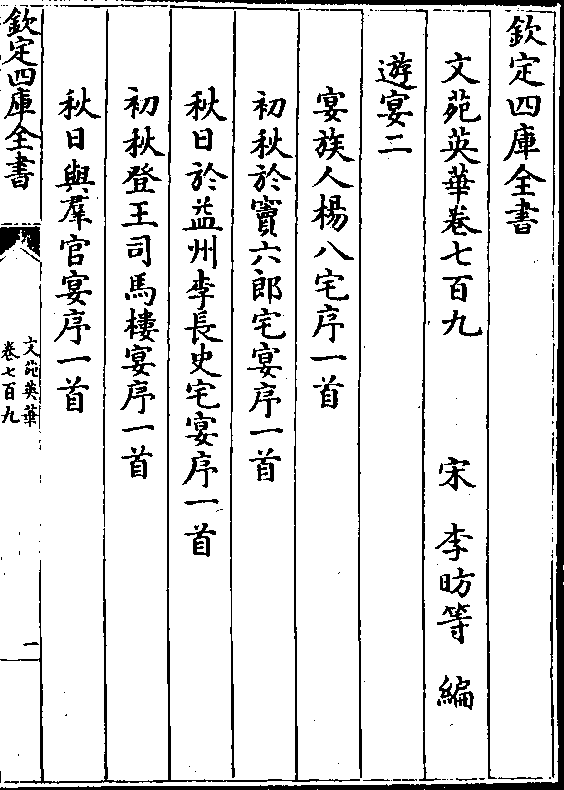 欽定四庫全書
文苑英華卷七百九 宋 李昉等 編
遊宴二
宴族人楊八宅序一首
初秋於竇六郎宅宴序一首
秋日於益州李長史宅宴序一首
初秋登王司馬樓宴序一首
秋日與羣官宴序一首
欽定四庫全書
文苑英華
卷七百九
一